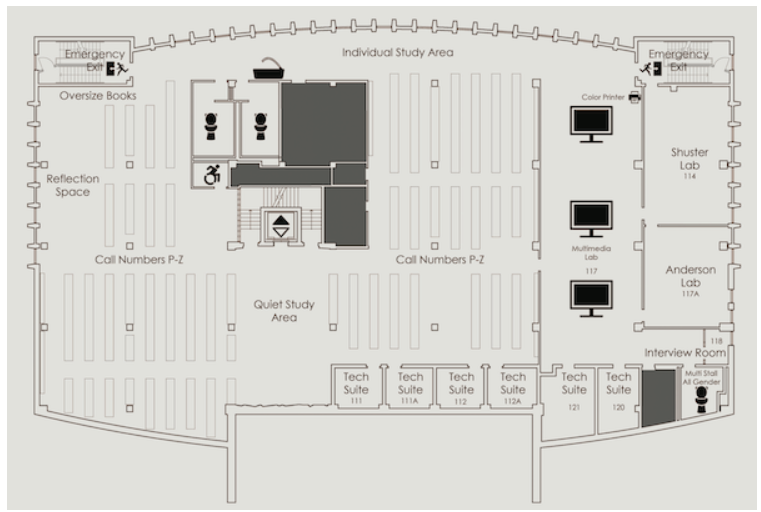 Individual Study Area
Emergency
Exit
Emergency
Exit
Oversize Books
Color Printer
Shuster
Lab
114
Reflection
Space
Multimedia
Lab
117
Call Numbers P-Z
Call Numbers P-Z
Anderson
Lab
117A
Quiet Study
Area
118
Interview Room
Tech
Suite
111
Tech
Suite
111A
Tech
Suite
112
Tech
Suite
112A
Tech
Suite
121
Tech
Suite
120
Multi Stall
All Gender